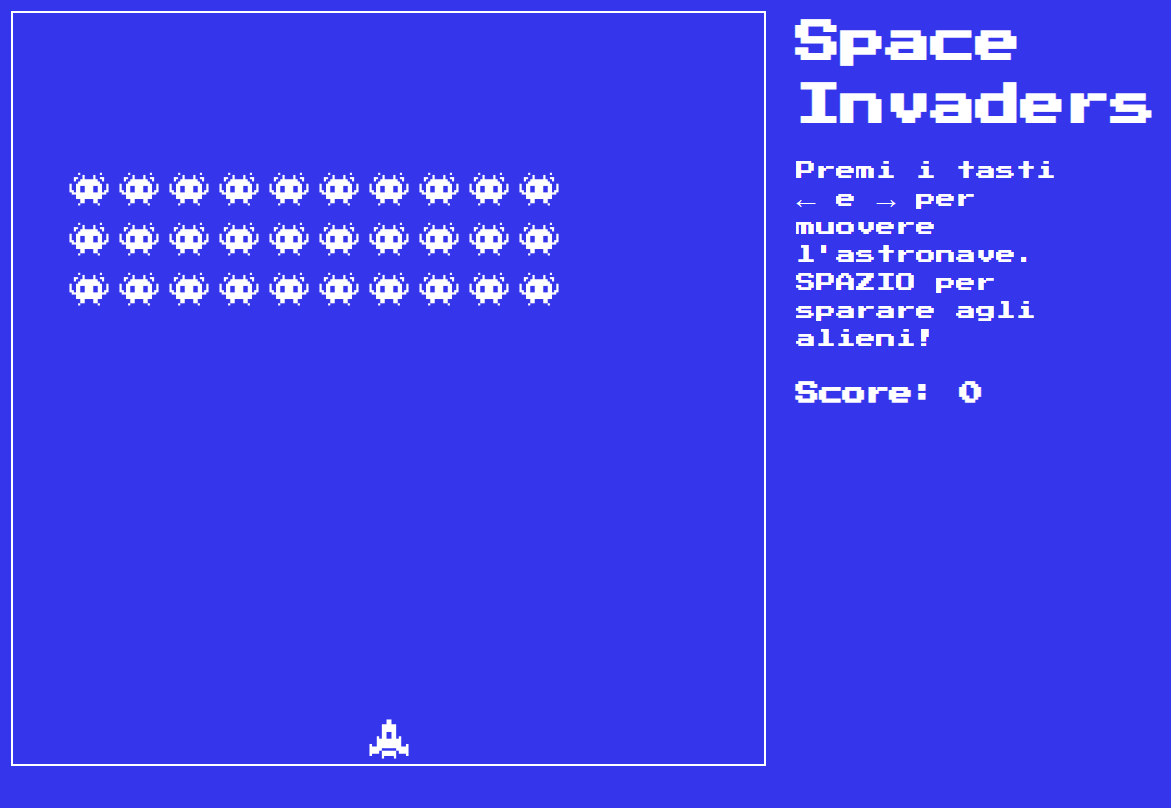 Space
Invaders
Premi i tasti
← e → per
muovere
l'astronave.
SPAZIO per
sparare agli
alieni!
Score: 0